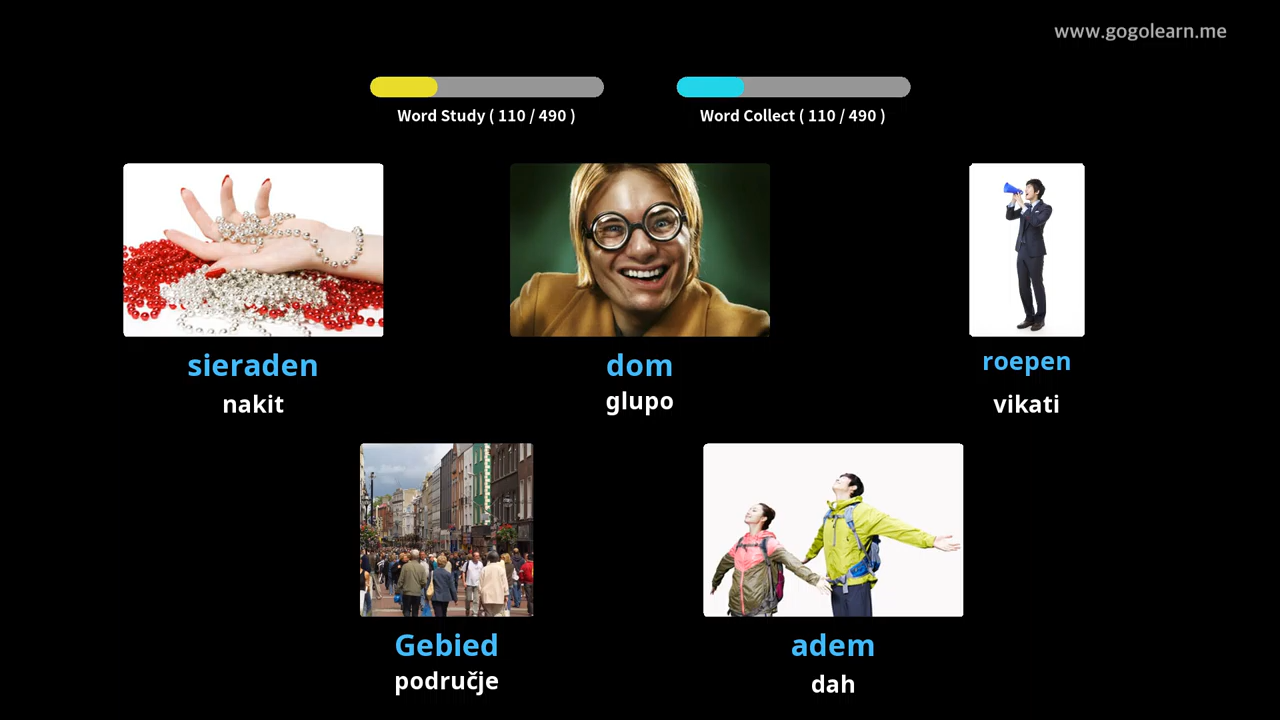 www.gogolearn.me
Word Study ( 110 / 490 )
Word Collect ( 110 / 490 )
sieraden
nakit
dom
glupo
roepen
vikati
Gebied
područje
adem
dah